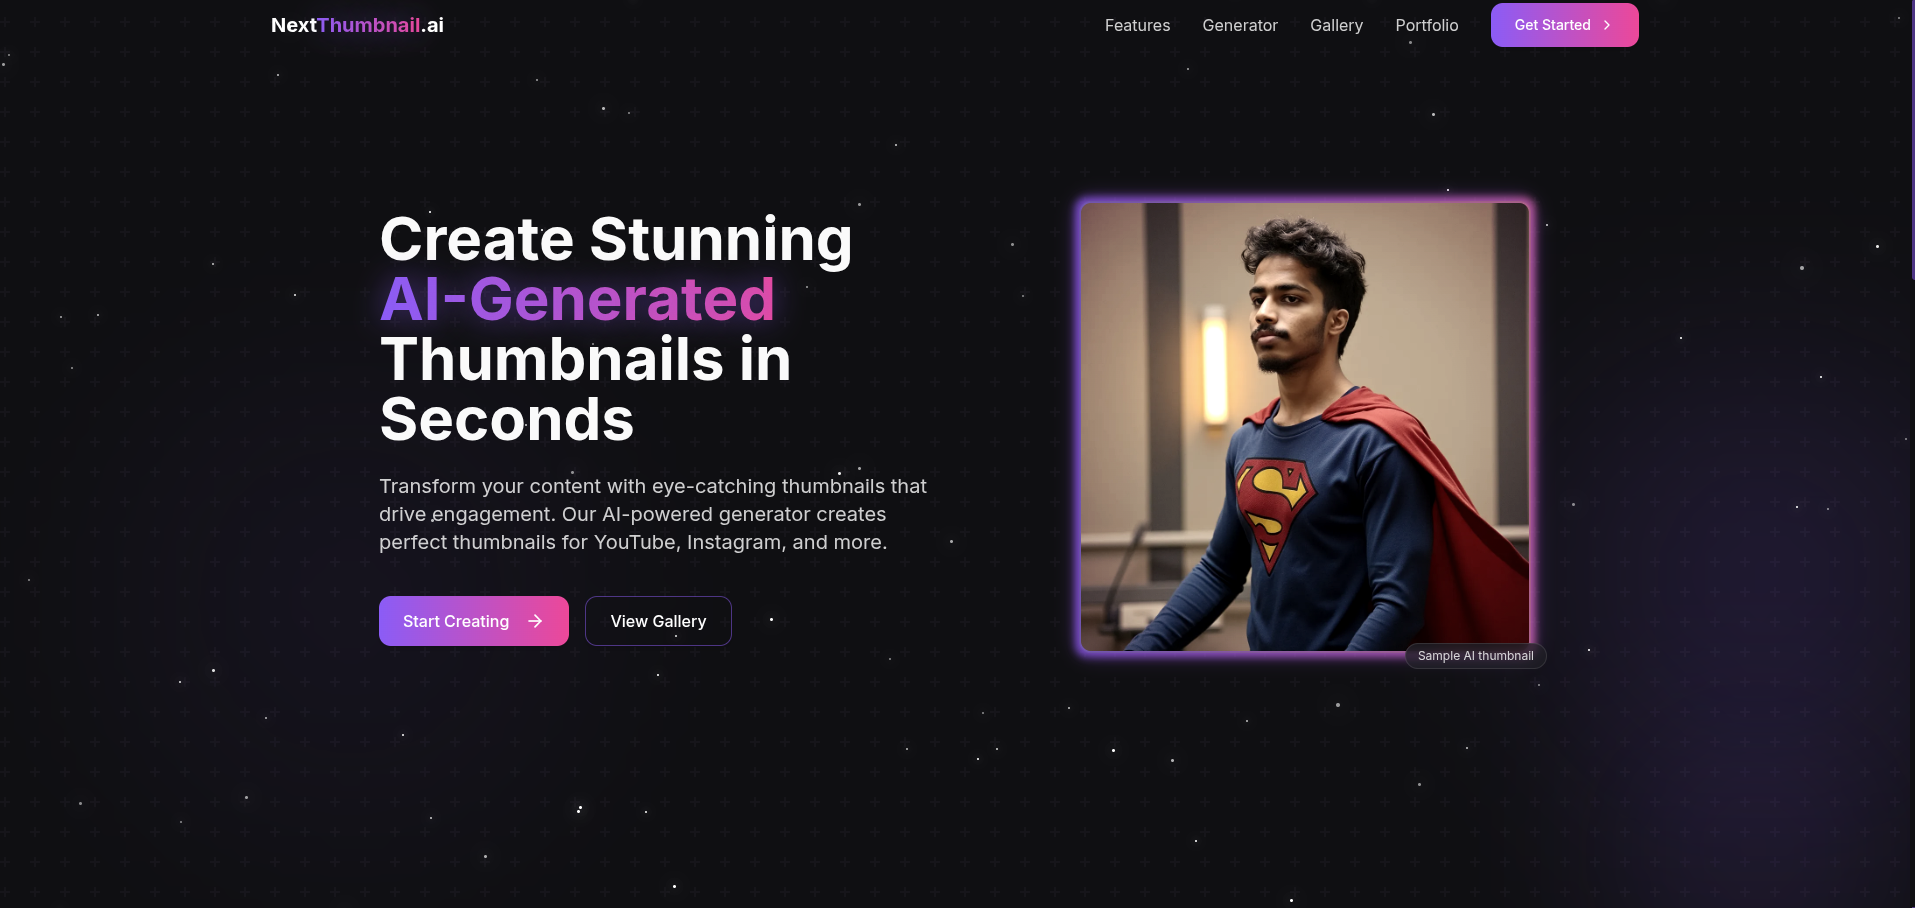 NextThumbnail.ai
Features
Generator
Gallery
Portfolio
Get Started
Create Stunning
AI-Generated
Thumbnails in
Seconds
Transform your content with eye-catching thumbnails that
drive engagement. Our AI-powered generator creates
perfect thumbnails for YouTube, Instagram, and more.
Start Creating
View Gallery
S
Sample AI thumbnail